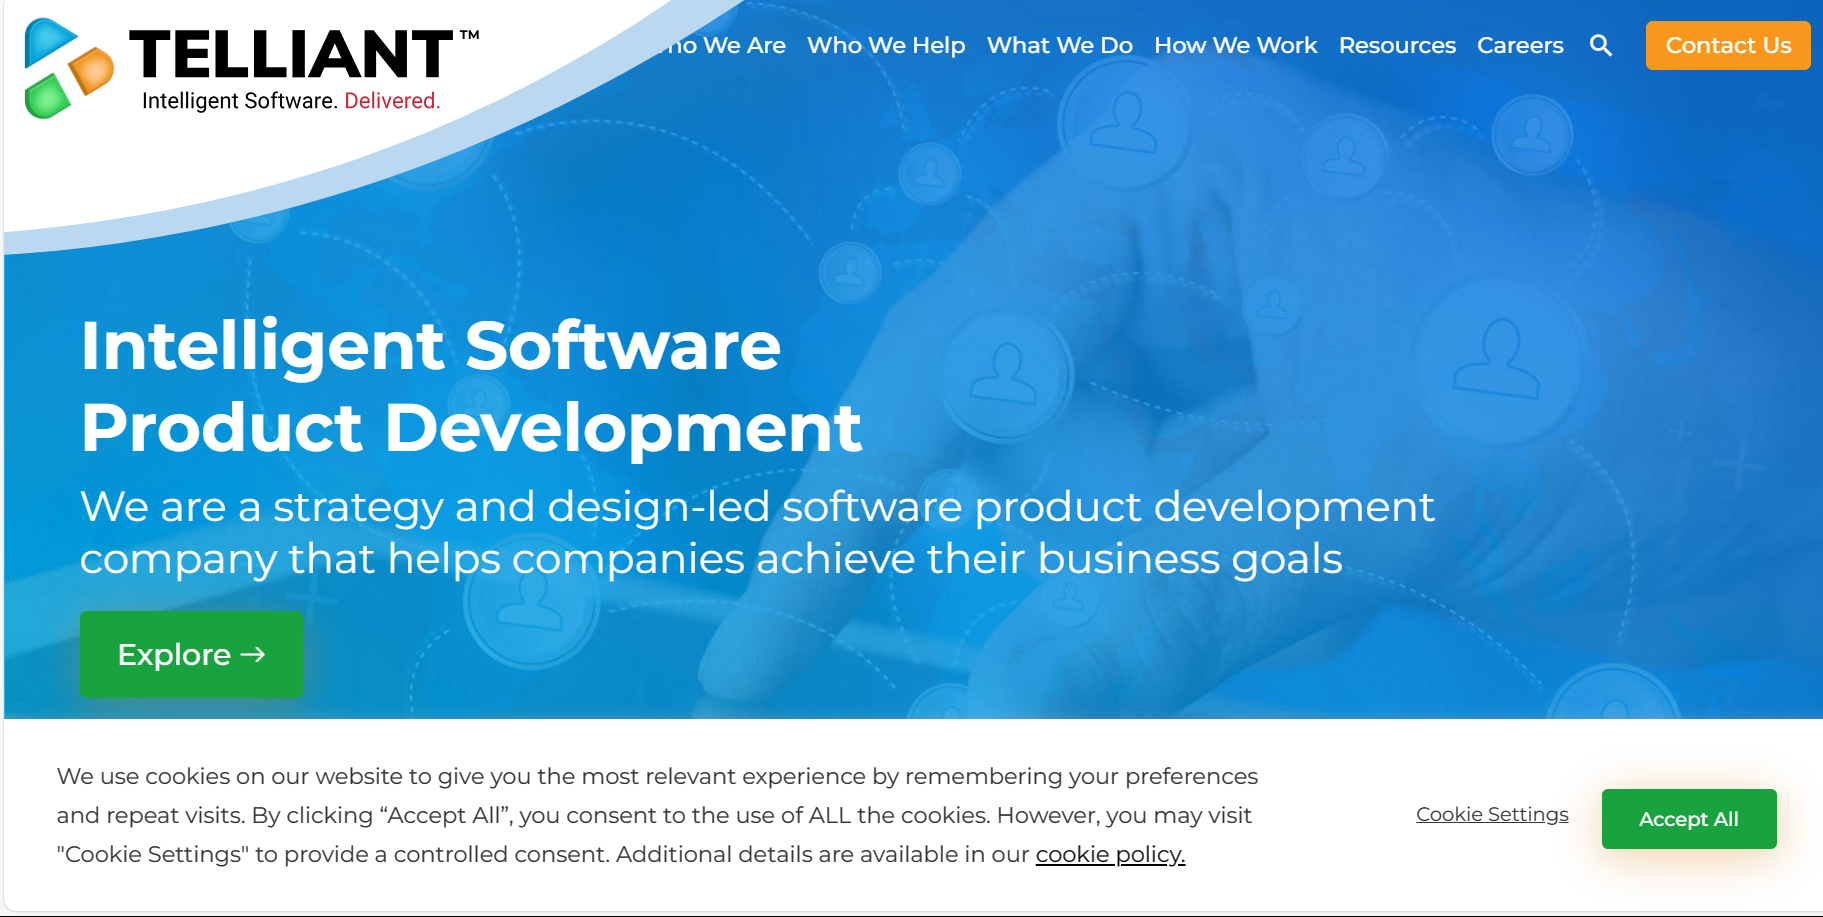 TELLIANT™
Intelligent Software. Delivered.
Who We Are Who We Help What We Do How We Work Resources Careers Contact Us
Intelligent Software
Product Development
We are a strategy and design-led software product development
company that helps companies achieve their business goals
Explore →
We use cookies on our website to give you the most relevant experience by remembering your preferences
and repeat visits. By clicking “Accept All”, you consent to the use of ALL the cookies. However, you may visit
"Cookie Settings" to provide a controlled consent. Additional details are available in our cookie policy.
Cookie Settings
Accept All